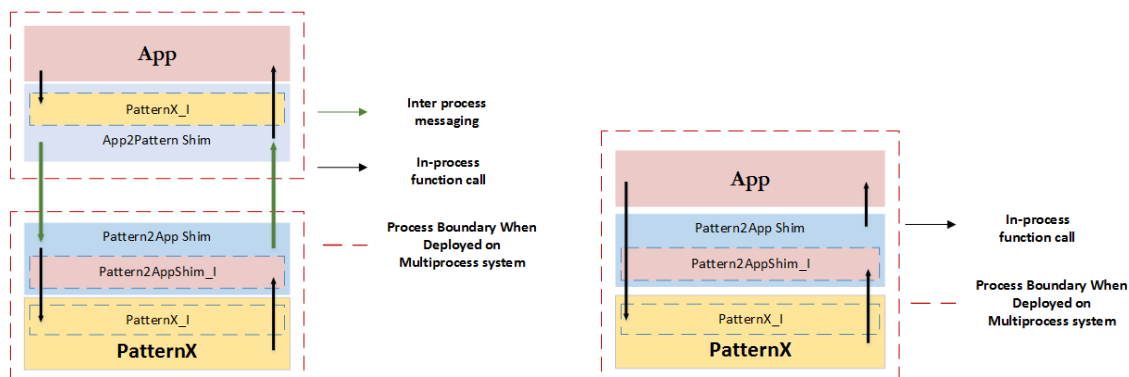 App
PatternX_I
App2Pattern Shim
Pattern2App Shim
Pattern2AppShim_I
PatternX_I
PatternX
Inter process
messaging
In-process
function call
Process Boundary When
Deployed on
Multiprocess system
App
Pattern2App Shim
Pattern2AppShim_I
PatternX_I
PatternX
In-process
function call
Process Boundary When
Deployed on
Multiprocess system